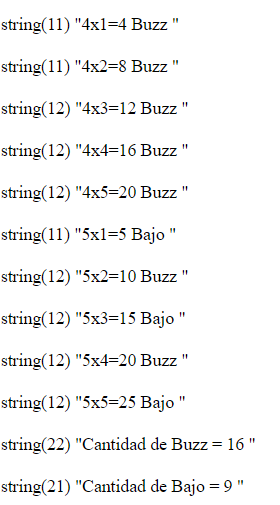 string(11) "4x1=4 Buzz "
string(11) "4x2=8 Buzz "
string(12) "4x3=12 Buzz "
string(12) "4x4=16 Buzz "
string(12) "4x5=20 Buzz "
string(11) "5x1=5 Bajo "
string(12) "5x2=10 Buzz "
string(12) "5x3=15 Bajo "
string(12) "5x4=20 Buzz "
string(12) "5x5=25 Bajo "
string(22) "Cantidad de Buzz = 16 "
string(21) "Cantidad de Bajo = 9 "